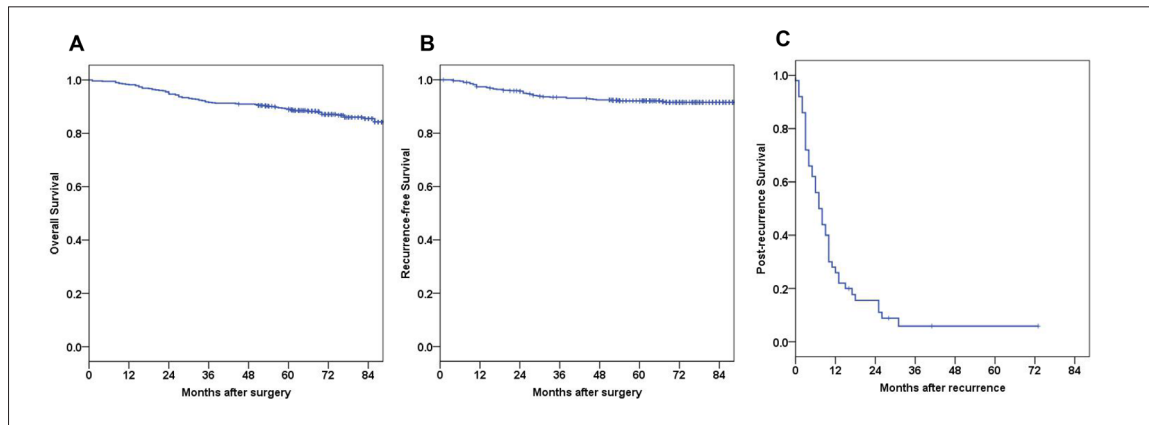 A
Overall Survival
1.0
0.8
0.6
0.4
0.2
0.0
0 12 24 36 48 60 72 84
Months after surgery
B
Recurrence-free Survival
1.0
0.8
0.6
0.4
0.2
0.0
0 12 24 36 48 60 72 84
Months after surgery
C
Post-recurrence Survival
1.0
0.8
0.6
0.4
0.2
0.0
0 12 24 36 48 60 72 84
Months after recurrence